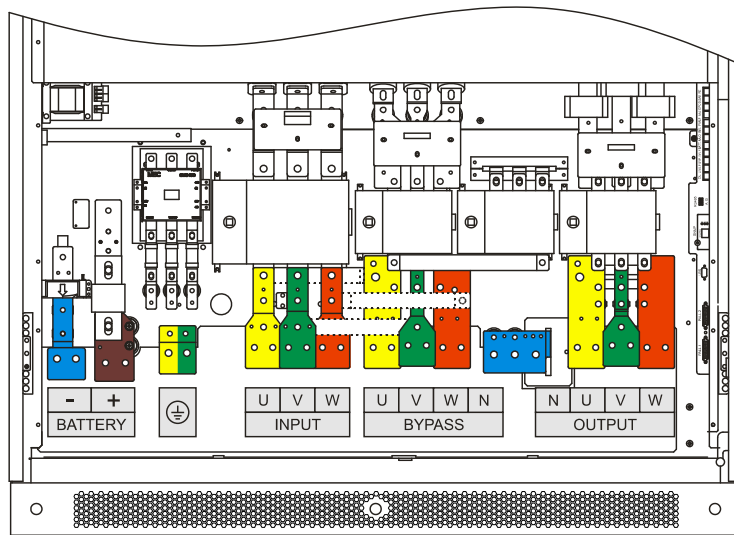 - +
BATTERY
U V W
INPUT
U V W N
BYPASS
N U V W
OUTPUT